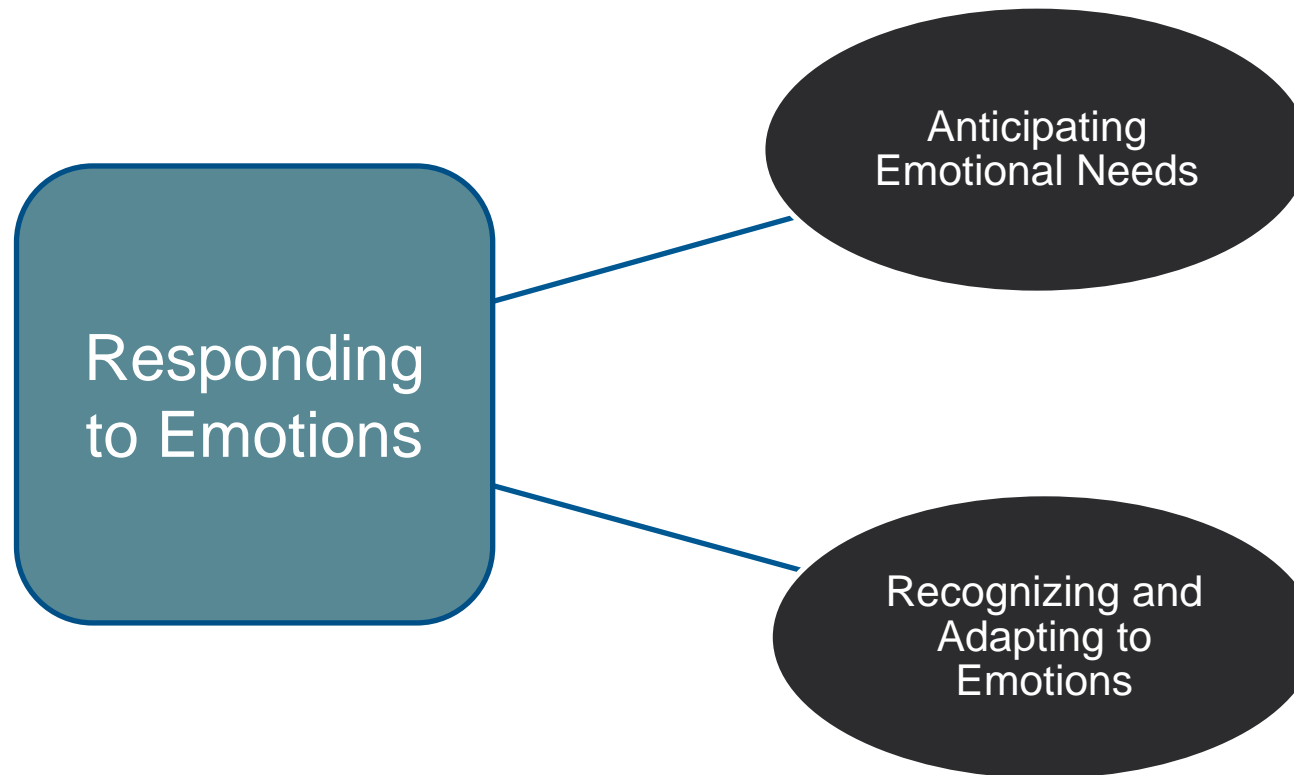 Responding
to Emotions
Anticipating
Emotional Needs
Recognizing and
Adapting to
Emotions